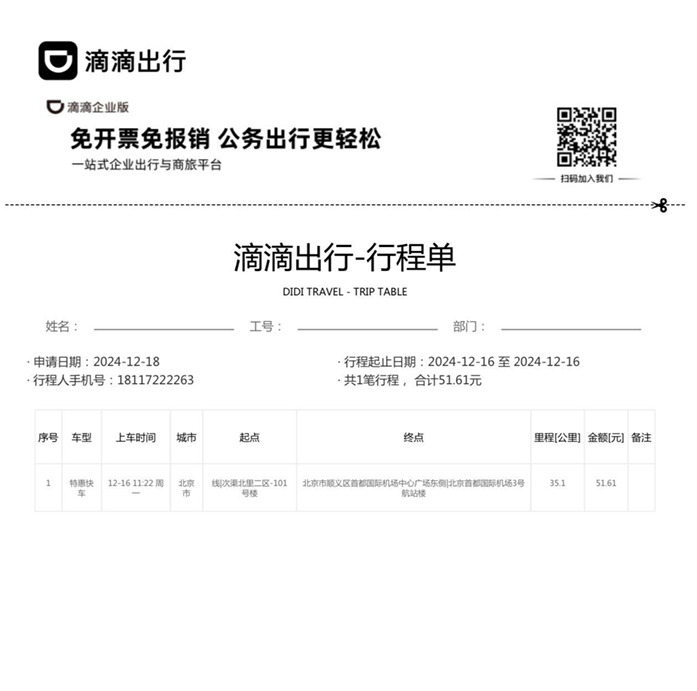 滴滴出行
滴滴企业版
免开票免报销 公务出行更轻松
一站式企业出行与商旅平台
扫码加入我们
滴滴出行-行程单
DIDI TRAVEL - TRIP TABLE
姓名： 工号： 部门：
· 申请日期：2024-12-18 · 行程起止日期：2024-12-16 至 2024-12-16
· 行程人手机号：18117222263 · 共1笔行程， 合计51.61元
序号 车型 上车时间 城市 起点 终点 里程[公里] 金额[元] 备注
1 特惠快 12-16 11:22 周 北京 线|次渠北里二区-101 北京市顺义区首都国际机场中心广场东侧|北京首都国际机场3号 35.1 51.61
车 一 市 号楼 航站楼